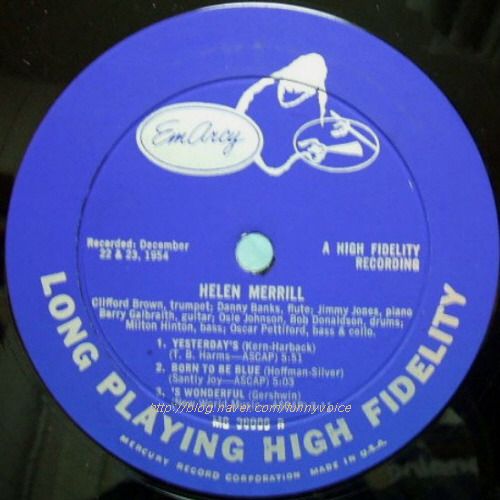 EmArcy
Recorded: December
22 & 23, 1954
A HIGH FIDELITY
RECORDING
HELEN MERRILL
Clifford Brown, trumpet; Danny Banks, flute; Jimmy Jones, piano
Barry Galbraith, guitar; Osie Johnson, Bob Donaldson, drums;
Milton Hinton, bass; Oscar Pettiford, bass & cello.
1. YESTERDAY'S (Kern-Harback)
(T. B. Harms—ASCAP) 5:51
2. BORN TO BE BLUE (Hoffman-Silver)
(Santly Joy—ASCAP) 5:03
3. 'S WONDERFUL (Gershwin)
http://blog.naver.com/funnyvoice
MG
LONG PLAYING HIGH FIDELITY
MERCURY RECORD CORPORATION MADE IN U.S.A.